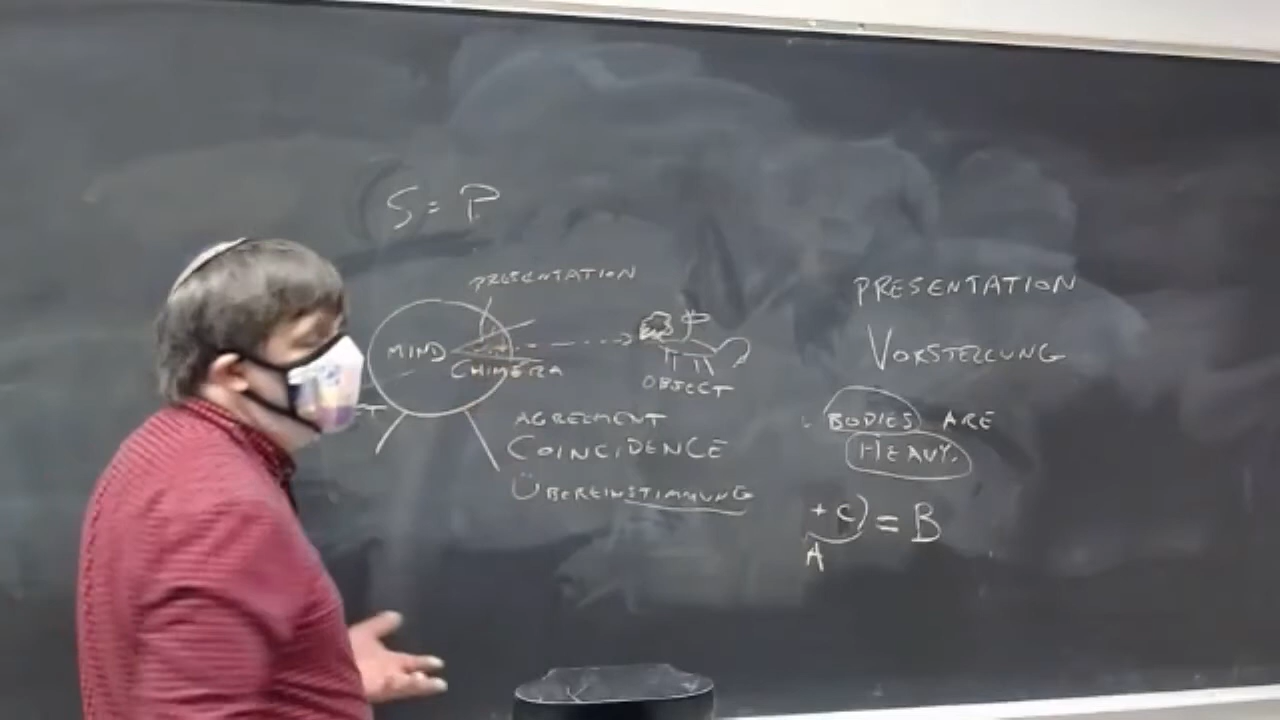 S = P
PRESENTATION
MIND
CHIMERA
OBJECT
AGREEMENT
COINCIDENCE
ÜBEREINSTIMMUNG
PRESENTATION
VORSTELLUNG
BODIES ARE
HEAVY.
+ C) = B
A